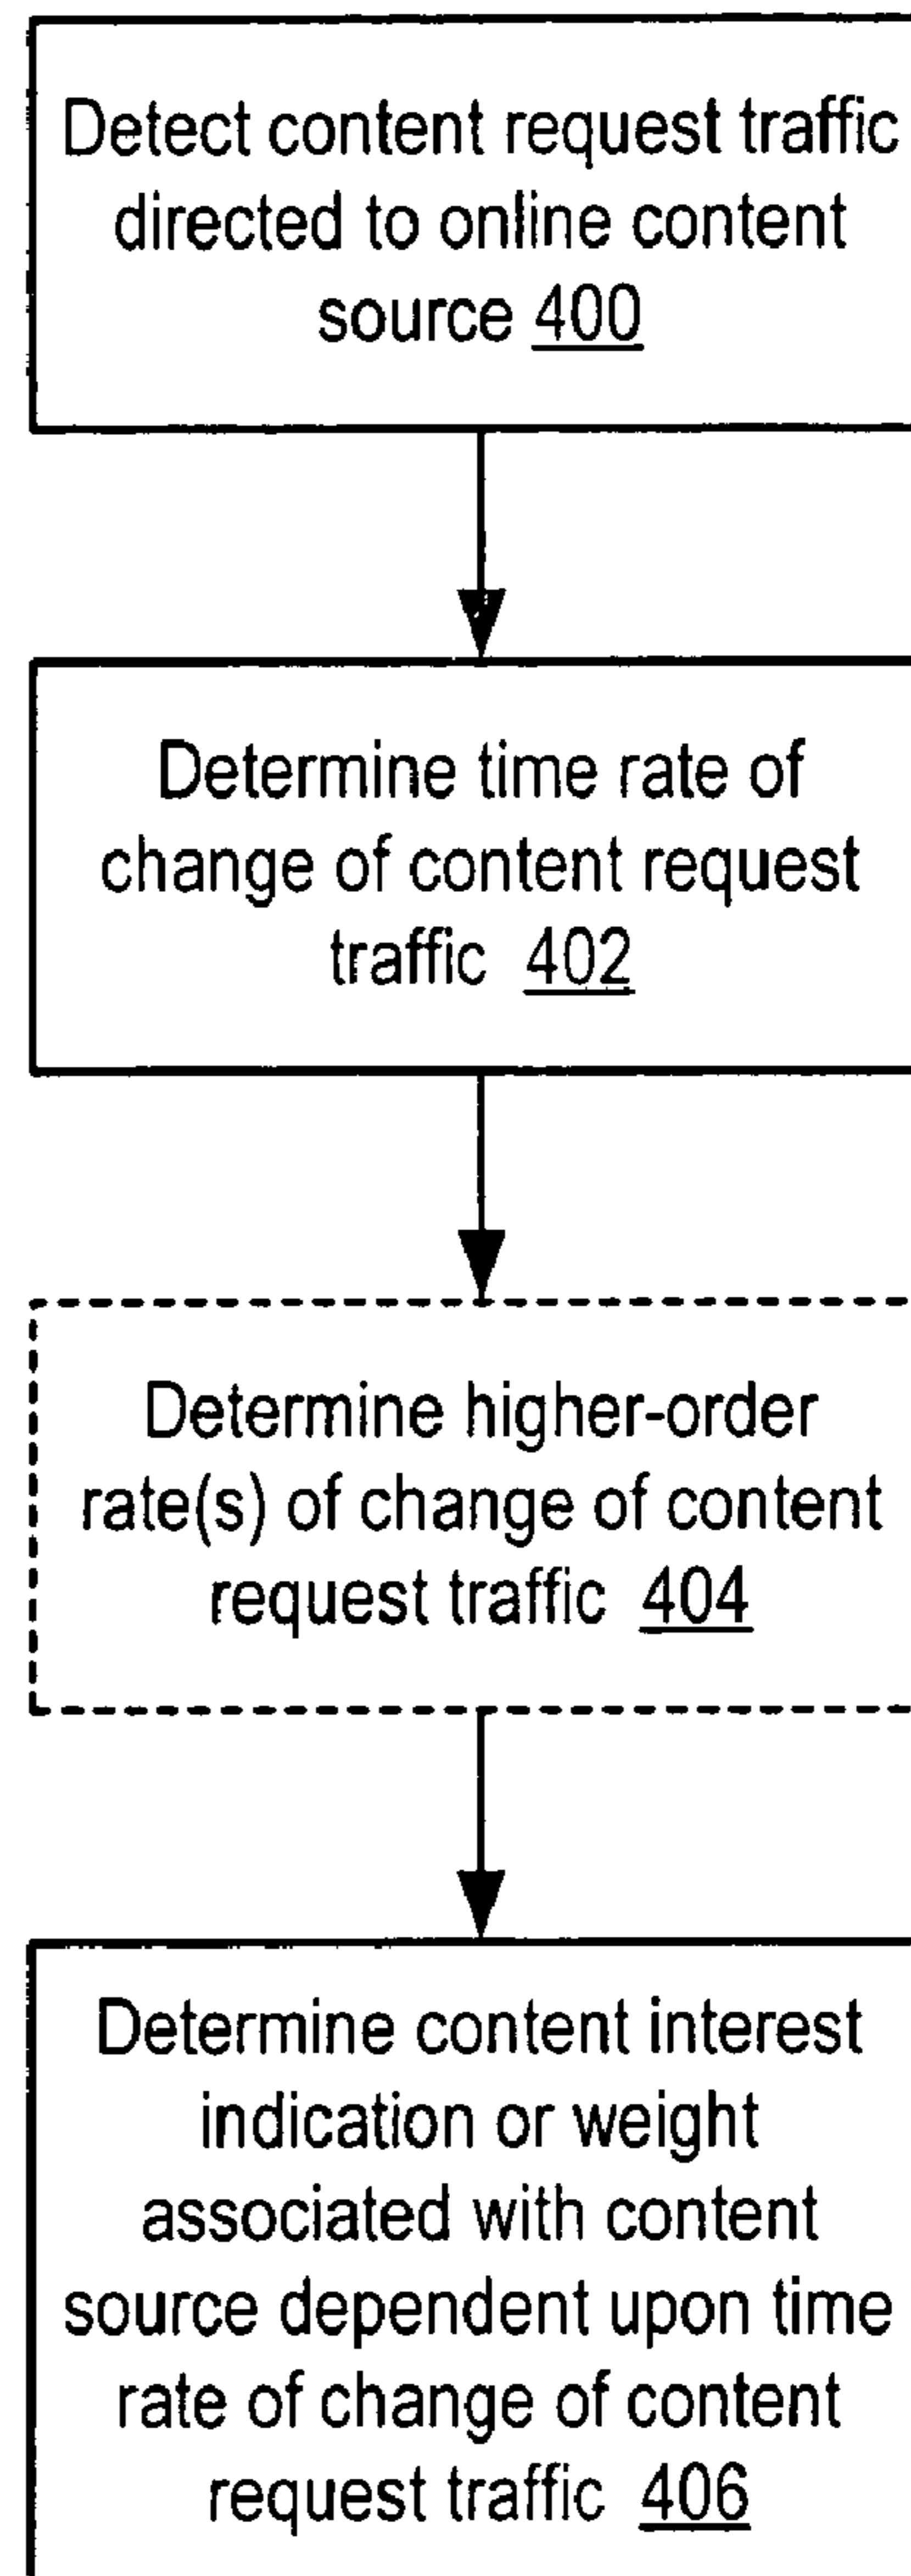 Detect content request traffic
directed to online content
source 400
Determine time rate of
change of content request
traffic 402
Determine higher-order
rate(s) of change of content
request traffic 404
Determine content interest
indication or weight
associated with content
source dependent upon time
rate of change of content
request traffic 406